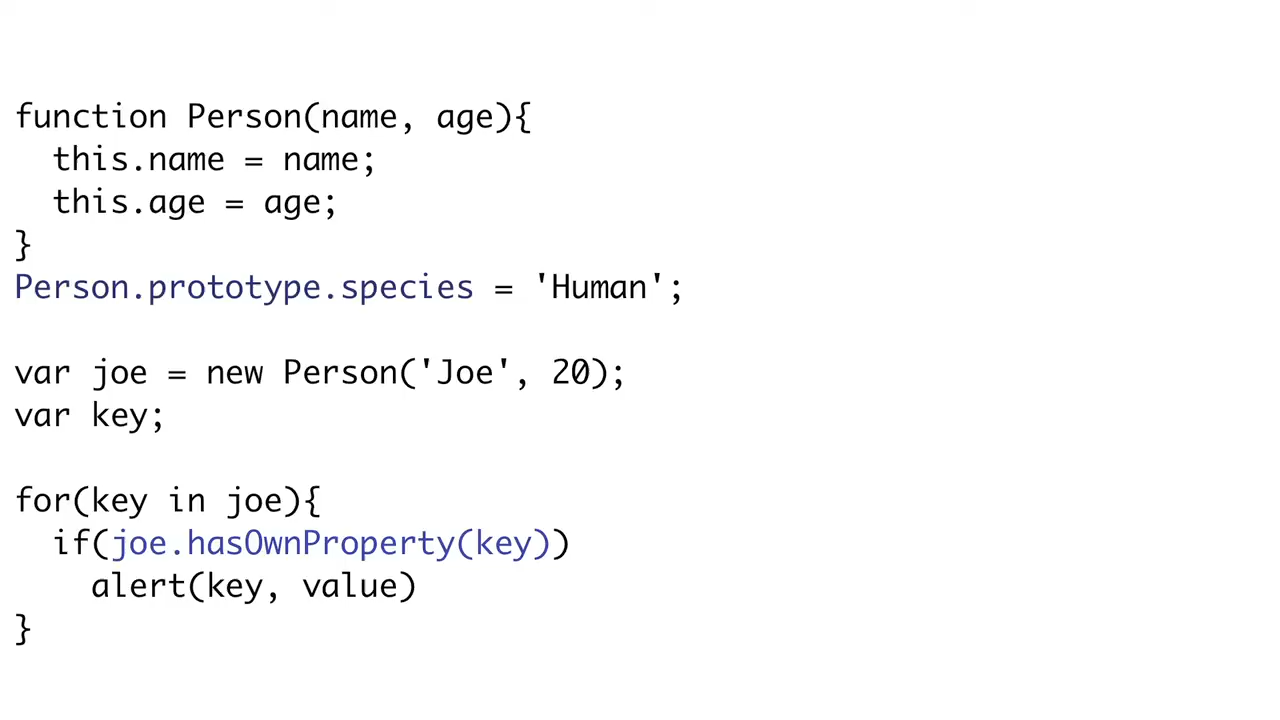 function Person(name, age){
  this.name = name;
  this.age = age;
}
Person.prototype.species = 'Human';

var joe = new Person('Joe', 20);
var key;

for(key in joe){
  if(joe.hasOwnProperty(key))
    alert(key, value)
}